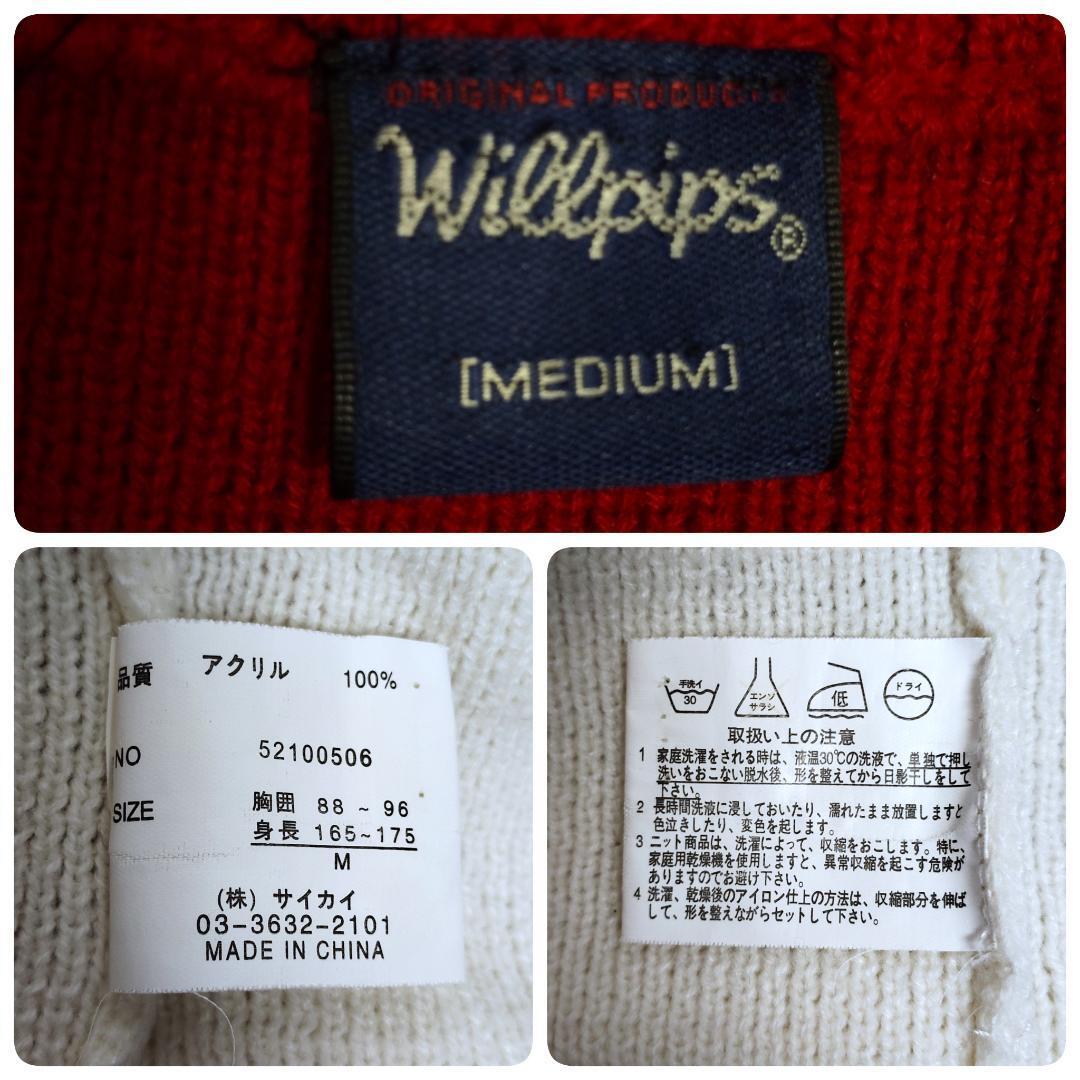 ORIGINAL PRODUCTS
Willpips®
[MEDIUM]
品質 アクリル 100%
NO 52100506
SIZE 胸囲 88 ~ 96
身長 165~175
M
(株) サイカイ
03-3632-2101
MADE IN CHINA
手洗イ 30
エンソ サラシ
低
ドライ
取扱い上の注意
1 家庭洗濯をされる時は、液温30℃の洗液で、単独で押し
洗いをおこない脱水後、形を整えてから日影干しをして
下さい。
2 長時間洗液に浸しておいたり、濡れたまま放置しますと
色泣きしたり、変色を起します。
3 ニット商品は、洗濯によって、収縮をおこします。特に、
家庭用乾燥機を使用しますと、異常収縮を起こす危険が
ありますのでお避け下さい。
4 洗濯、乾燥後のアイロン仕上の方法は、収縮部分を伸ば
して、形を整えながらセットして下さい。